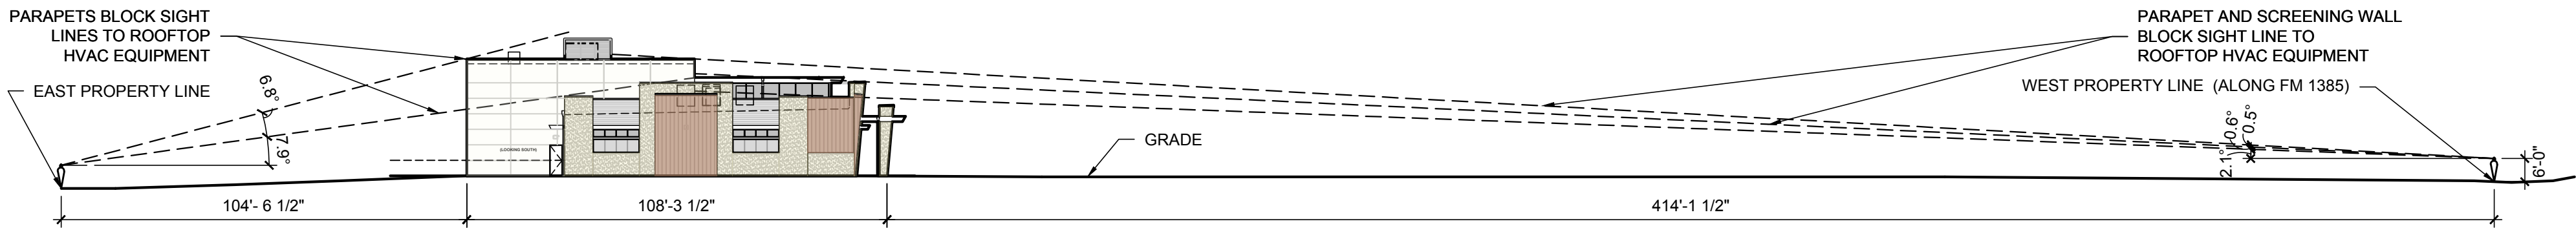 PARAPETS BLOCK SIGHT
LINES TO ROOFTOP
HVAC EQUIPMENT
EAST PROPERTY LINE
6.8°
7.9°
(LOOKING SOUTH)
GRADE
PARAPET AND SCREENING WALL
BLOCK SIGHT LINE TO
ROOFTOP HVAC EQUIPMENT
WEST PROPERTY LINE (ALONG FM 1385)
0.6°
0.5°
2.1°
6'-0"
104'- 6 1/2"
108'-3 1/2"
414'-1 1/2"